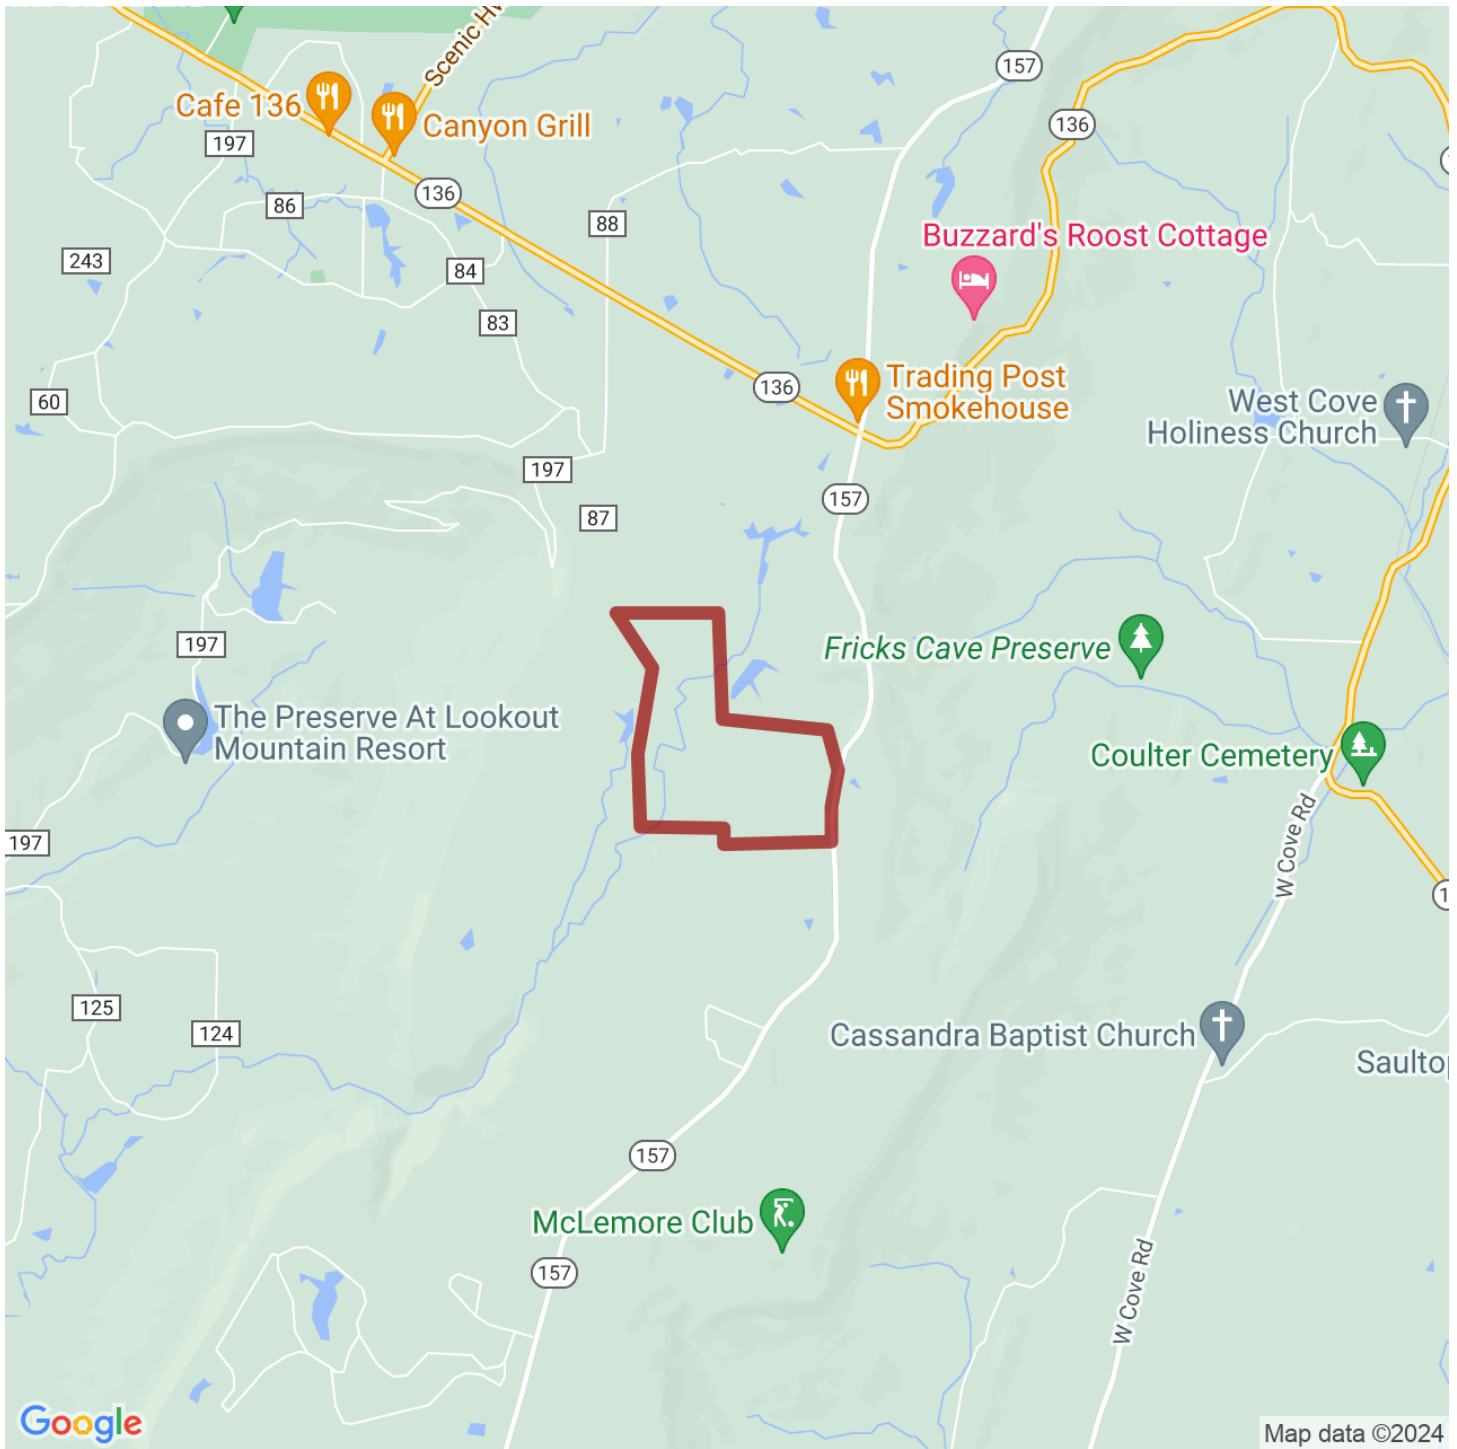 Scenic Hw
157
Cafe 136
136
Canyon Grill
197
136
86
88
Buzzard's Roost Cottage
243
84
83
136
Trading Post
Smokehouse
60
West Cove
Holiness Church
197
157
87
197
Fricks Cave Preserve
The Preserve At Lookout
Mountain Resort
Coulter Cemetery
W Cove Rd
197
125
124
Cassandra Baptist Church
Saulto
157
McLemore Club
157
W Cove Rd
Google
Map data ©2024